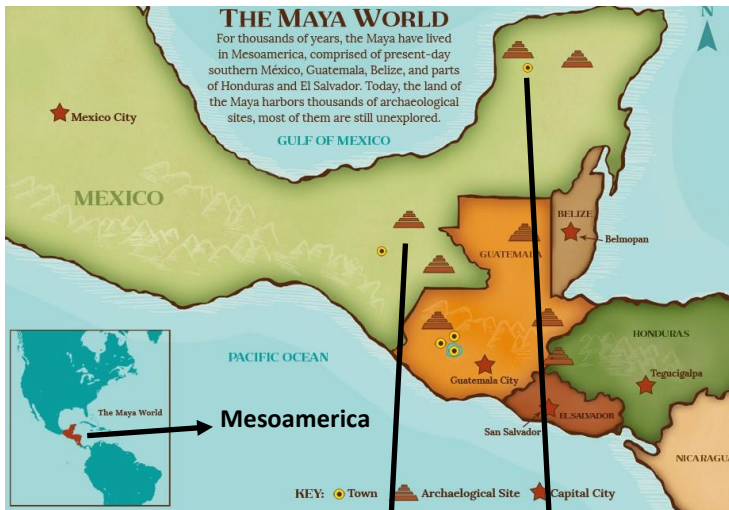 THE MAYA WORLD
For thousands of years, the Maya have lived
in Mesoamerica, comprised of present-day
southern México, Guatemala, Belize, and parts
of Honduras and El Salvador. Today, the land of
the Maya harbors thousands of archaeological
sites, most of them are still unexplored.
N
GULF OF MEXICO
Mexico City
MEXICO
BELIZE
Belmopan
GUATEMALA
HONDURAS
PACIFIC OCEAN
Guatemala City
Tegucigalpa
EL SALVADOR
San Salvador
The Maya World
Mesoamerica
NICARAGU
KEY: Town Archaelogical Site Capital City